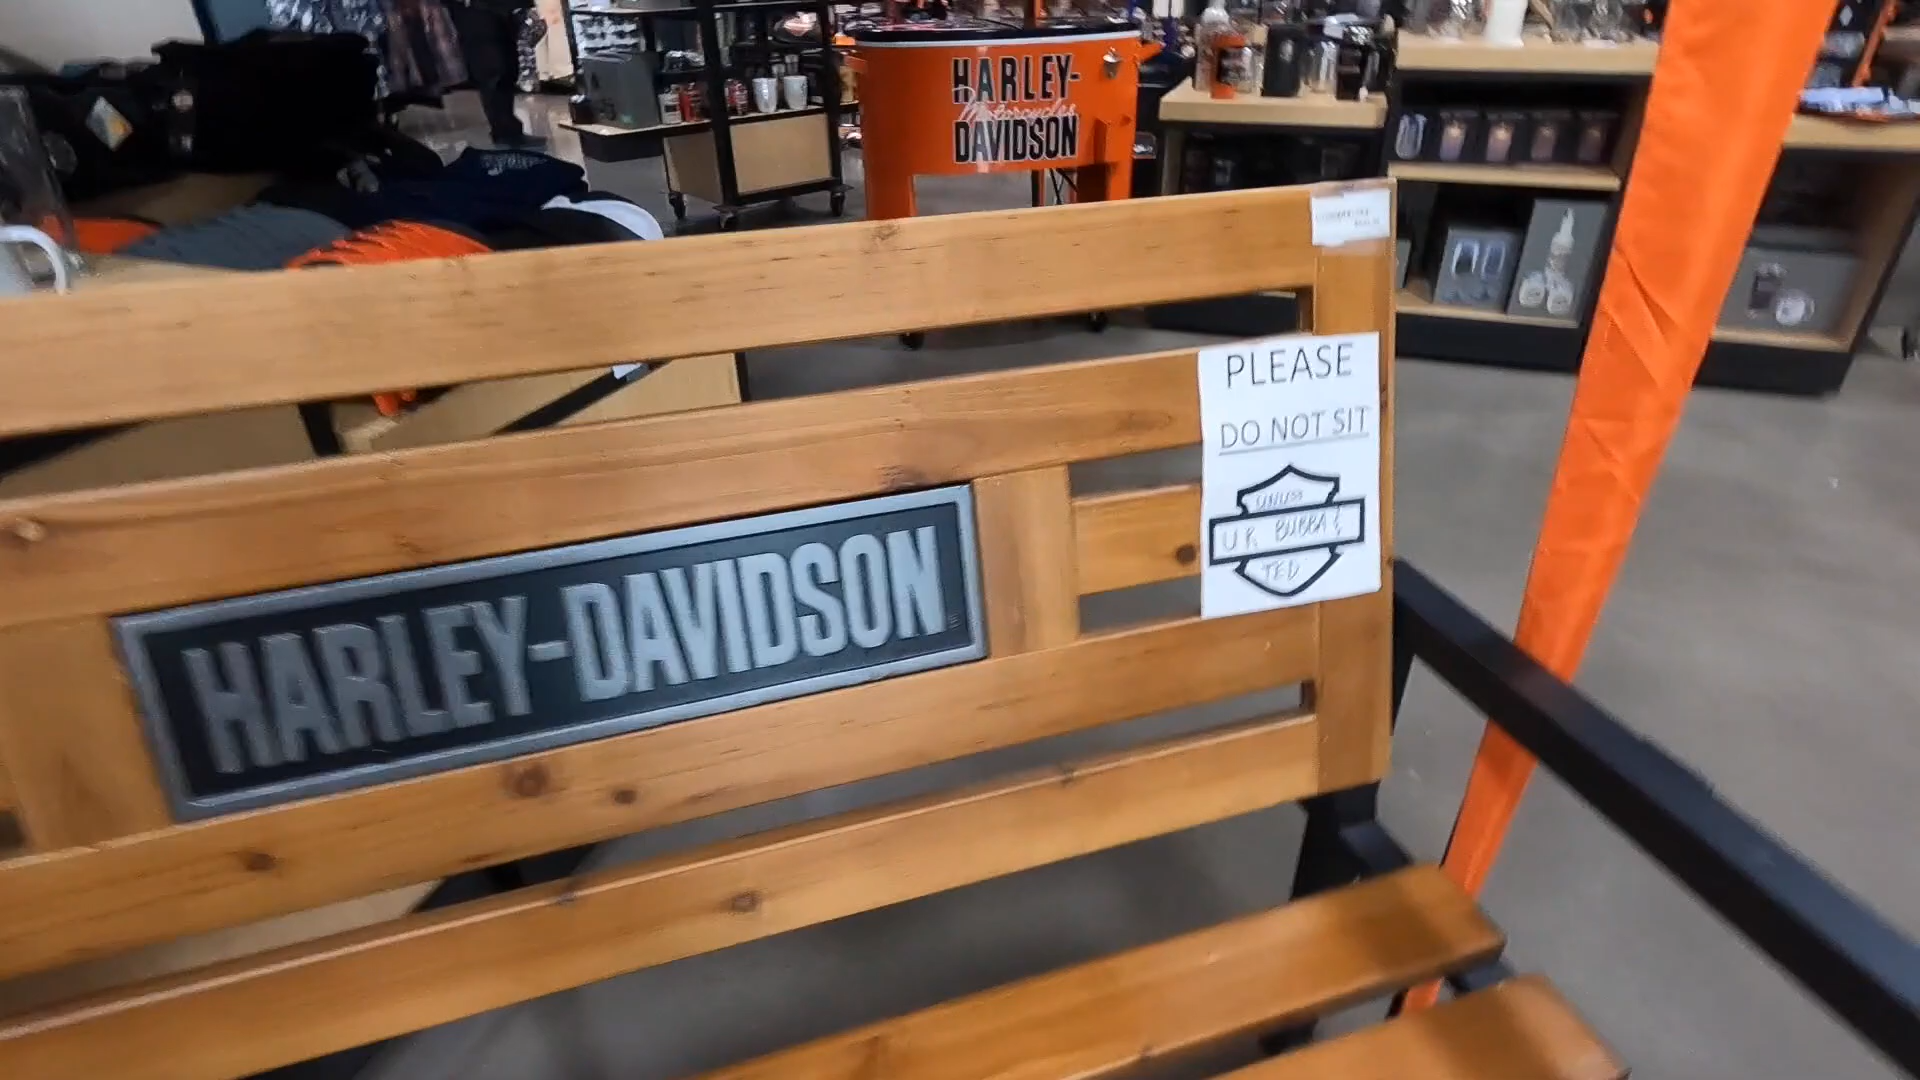 HARLEY-
Motorcycles
DAVIDSON
PLEASE
DO NOT SIT
UNLESS
U R BUBBA &
TED
HARLEY-DAVIDSON